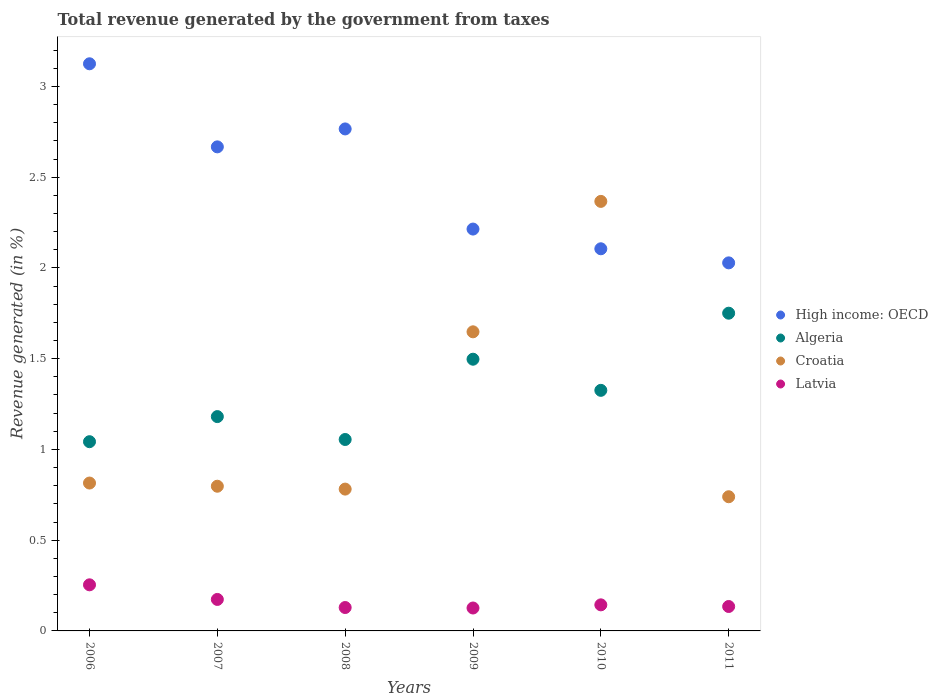 Total revenue generated by the government from taxes
Revenue generated (in %)
3
2.5
2
1.5
1
0.5
0
2006
2007
2008
2009
2010
2011
Years
High income: OECD
Algeria
Croatia
Latvia